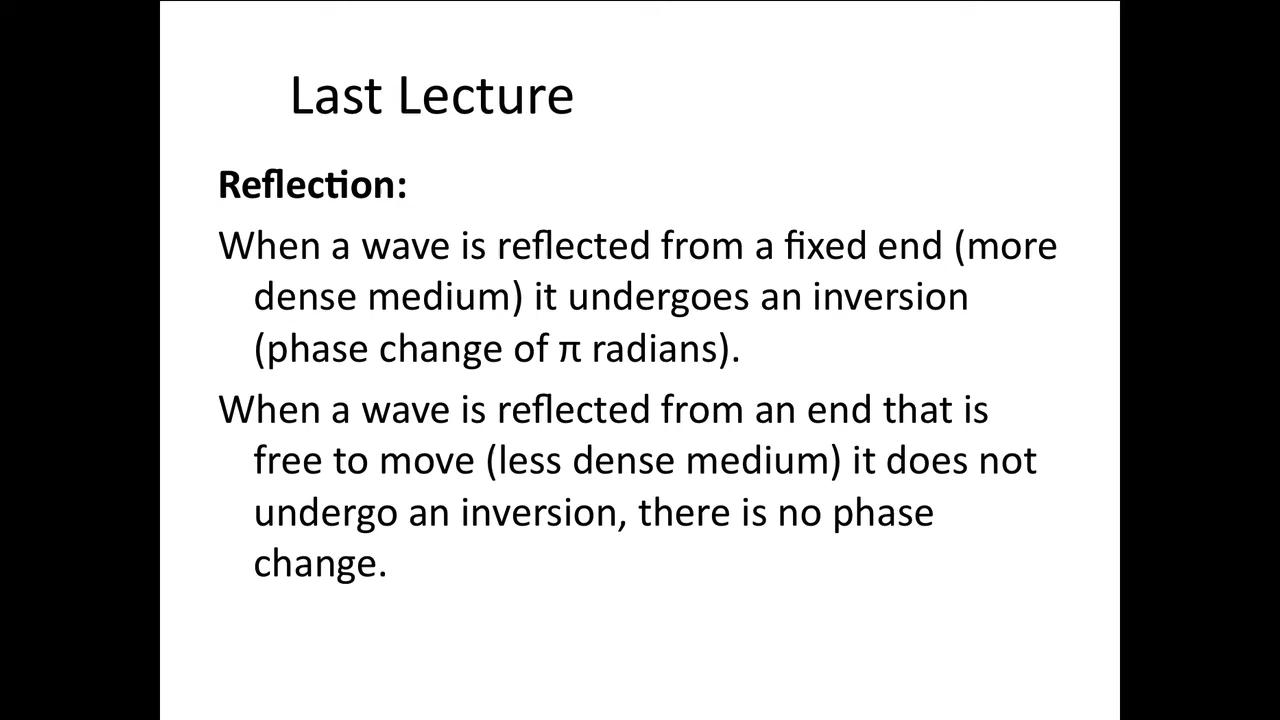 Last Lecture
Reflection:
When a wave is reflected from a fixed end (more
dense medium) it undergoes an inversion
(phase change of π radians).
When a wave is reflected from an end that is
free to move (less dense medium) it does not
undergo an inversion, there is no phase
change.